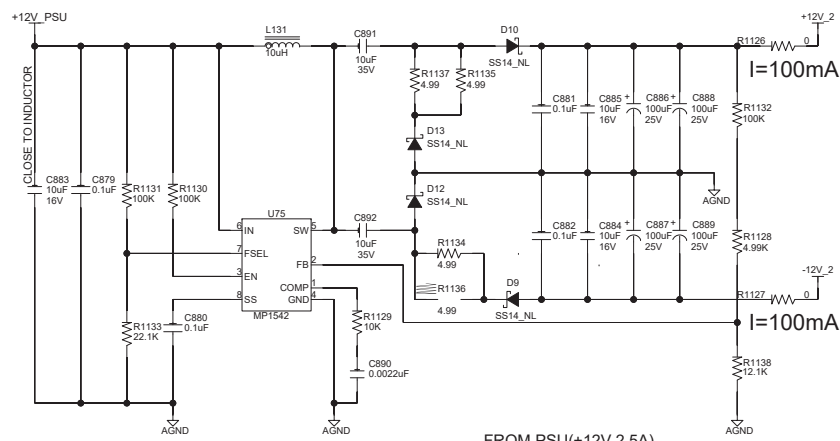 +12V_PSU
CLOSE TO INDUCTOR
L131
10uH
C891
10uF
35V
D10
SS14_NL
R1126
0
+12V_2
I=100mA
R1137
4.99
R1135
4.99
C881
0.1uF
C885
10uF
16V
+
C886
100uF
25V
+
C888
100uF
25V
R1132
100K
D13
SS14_NL
AGND
C883
10uF
16V
C879
0.1uF
R1131
100K
R1130
100K
D12
SS14_NL
U75
6
IN
7
FSEL
3
EN
8
SS
SW
5
FB
2
COMP
1
GND
4
MP1542
C892
10uF
35V
R1134
4.99
R1136
4.99
D9
SS14_NL
C882
0.1uF
C884
10uF
16V
+
C887
100uF
25V
+
C889
100uF
25V
R1128
4.99K
R1127
0
-12V_2
I=100mA
R1133
22.1K
C880
0.1uF
R1129
10K
C890
0.0022uF
R1138
12.1K
AGND
AGND
AGND
FROM PSU(+12V 2.5A)